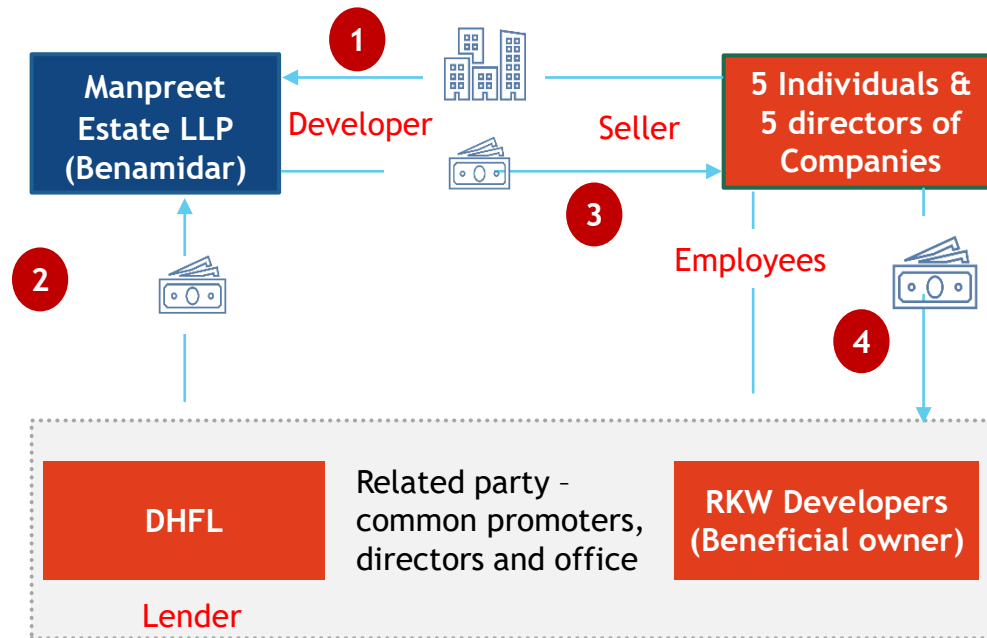 1
Manpreet
Estate LLP
(Benamidar)
Developer
Seller
5 Individuals &
5 directors of
Companies
3
2
Employees
4
DHFL
Related party –
common promoters,
directors and office
RKW Developers
(Beneficial owner)
Lender